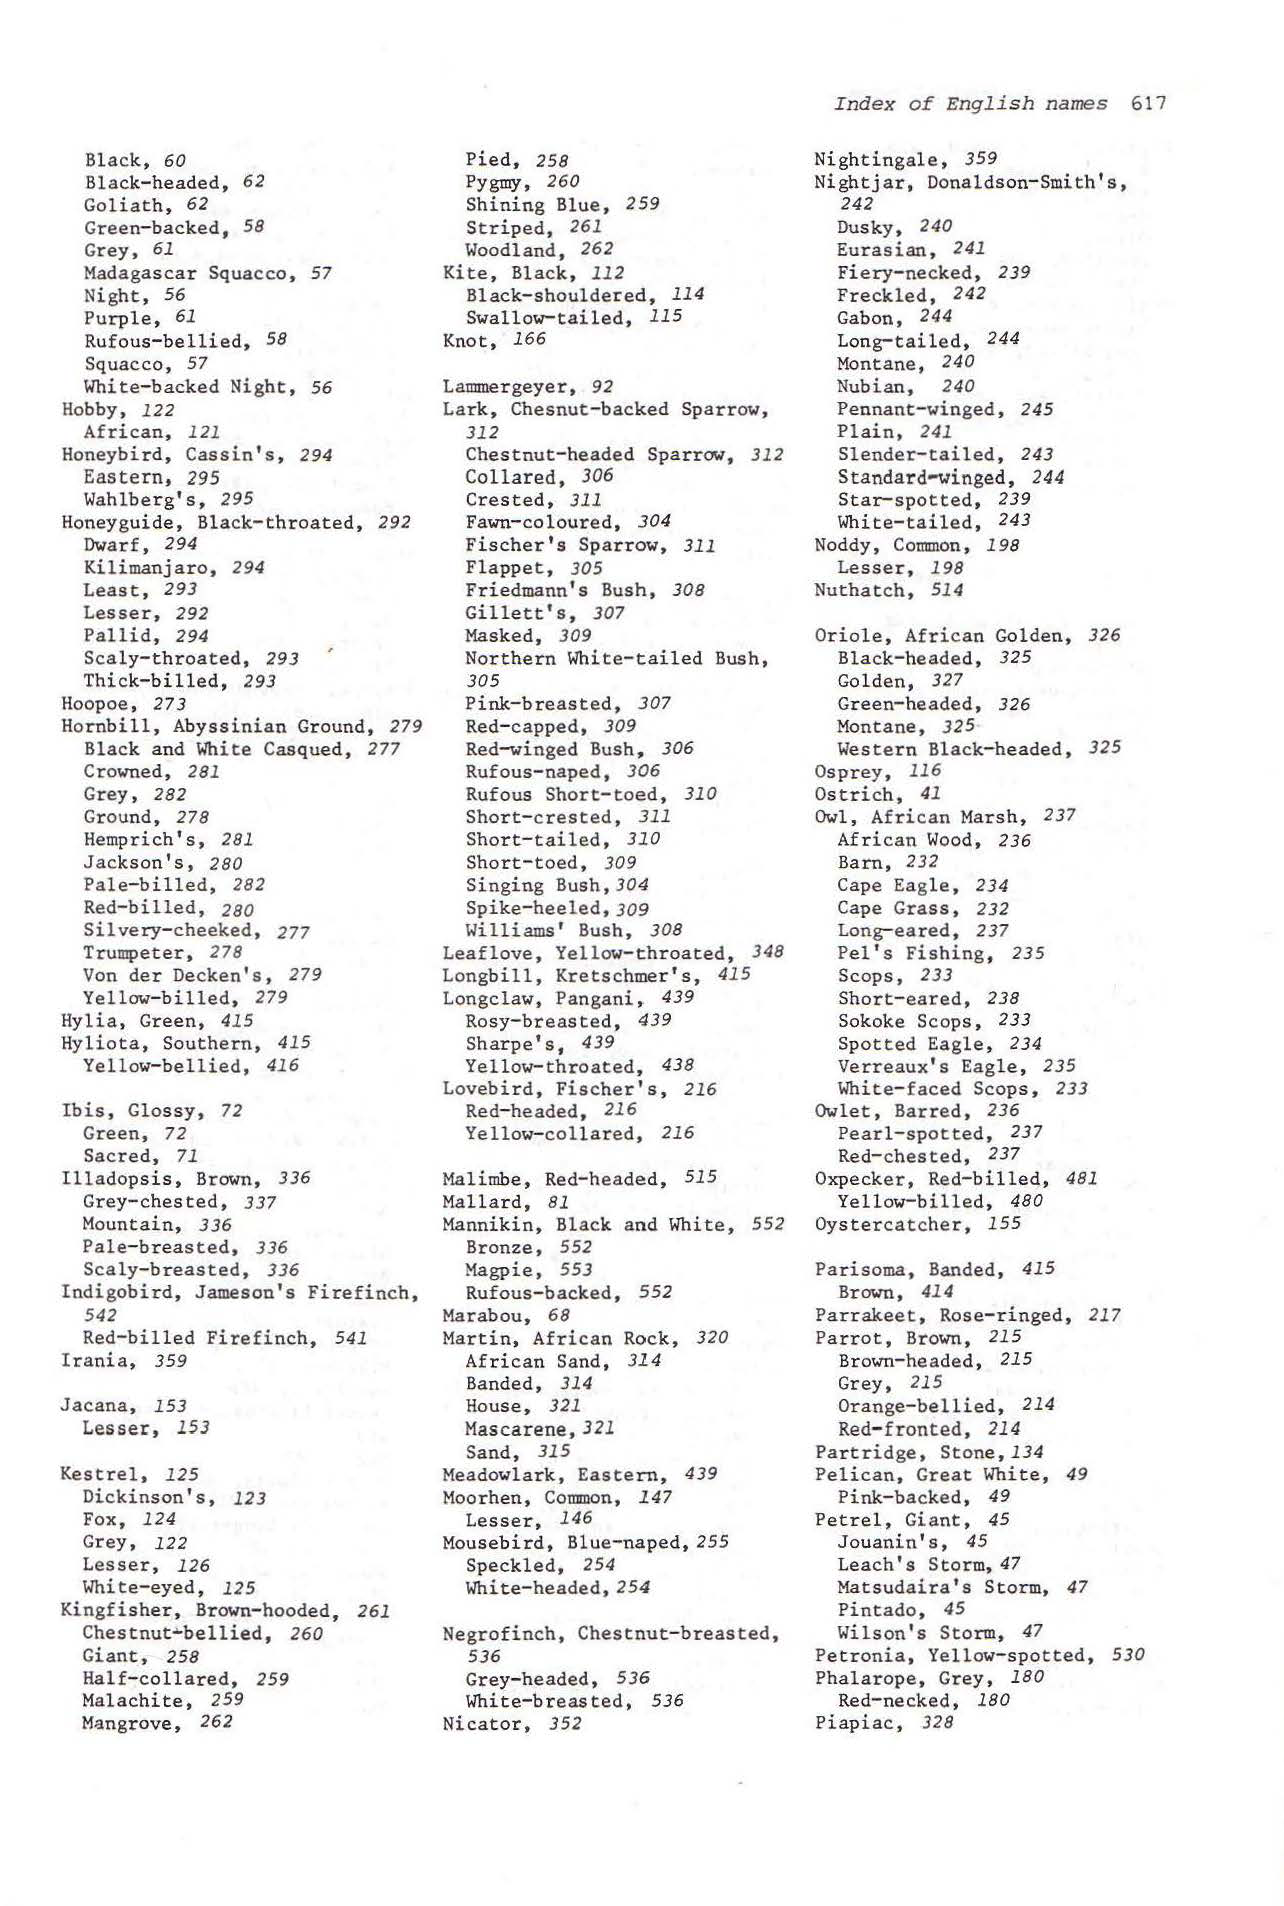 Index of English names 617
Black, 60
Black-headed, 62
Goliath, 62
Green-backed, 58
Grey, 61
Madagascar Squacco, 57
Night, 56
Purple, 61
Rufous-bellied, 58
Squacco, 57
White-backed Night, 56
Hobby, 122
African, 121
Honeybird, Cassin's, 294
Eastern, 295
Wahlberg's, 295
Honeyguide, Black-throated, 292
Dwarf, 294
Kilimanjaro, 294
Least, 293
Lesser, 292
Pallid, 294
Scaly-throated, 293
Thick-billed, 293
Hoopoe, 273
Hornbill, Abyssinian Ground, 279
Black and White Casqued, 277
Crowned, 281
Grey, 282
Ground, 278
Hemprich's, 281
Jackson's, 280
Pale-billed, 282
Red-billed, 280
Silvery-cheeked, 277
Trumpeter, 278
Von der Decken's, 279
Yellow-billed, 279
Hylia, Green, 415
Hyliota, Southern, 415
Yellow-bellied, 416
Ibis, Glossy, 72
Green, 72
Sacred, 71
Illadopsis, Brown, 336
Grey-chested, 337
Mountain, 336
Pale-breasted, 336
Scaly-breasted, 336
Indigobird, Jameson's Firefinch,
542
Red-billed Firefinch, 541
Irania, 359
Jacana, 153
Lesser, 153
Kestrel, 125
Dickinson's, 123
Fox, 124
Grey, 122
Lesser, 126
White-eyed, 125
Kingfisher, Brown-hooded, 261
Chestnut-bellied, 260
Giant, 258
Half-collared, 259
Malachite, 259
Mangrove, 262
Pied, 258
Pygmy, 260
Shining Blue, 259
Striped, 261
Woodland, 262
Kite, Black, 112
Black-shouldered, 114
Swallow-tailed, 115
Knot, 166
Lammergeyer, 92
Lark, Chesnut-backed Sparrow,
312
Chestnut-headed Sparrow, 312
Collared, 306
Crested, 311
Fawn-coloured, 304
Fischer's Sparrow, 311
Flappet, 305
Friedmann's Bush, 308
Gillett's, 307
Masked, 309
Northern White-tailed Bush,
305
Pink-breasted, 307
Red-capped, 309
Red-winged Bush, 306
Rufous-naped, 306
Rufous Short-toed, 310
Short-crested, 311
Short-tailed, 310
Short-toed, 309
Singing Bush, 304
Spike-heeled, 309
Williams' Bush, 308
Leaflove, Yellow-throated, 348
Longbill, Kretschmer's, 415
Longclaw, Pangani, 439
Rosy-breasted, 439
Sharpe's, 439
Yellow-throated, 438
Lovebird, Fischer's, 216
Red-headed, 216
Yellow-collared, 216
Malimbe, Red-headed, 515
Mallard, 81
Mannikin, Black and White, 552
Bronze, 552
Magpie, 553
Rufous-backed, 552
Marabou, 68
Martin, African Rock, 320
African Sand, 314
Banded, 314
House, 321
Mascarene, 321
Sand, 315
Meadowlark, Eastern, 439
Moorhen, Common, 147
Lesser, 146
Mousebird, Blue-naped, 255
Speckled, 254
White-headed, 254
Negrofinch, Chestnut-breasted,
536
Grey-headed, 536
White-breasted, 536
Nicator, 352
Nightingale, 359
Nightjar, Donaldson-Smith's,
242
Dusky, 240
Eurasian, 241
Fiery-necked, 239
Freckled, 242
Gabon, 244
Long-tailed, 244
Montane, 240
Nubian, 240
Pennant-winged, 245
Plain, 241
Slender-tailed, 243
Standard-winged, 244
Star-spotted, 239
White-tailed, 243
Noddy, Common, 198
Lesser, 198
Nuthatch, 514
Oriole, African Golden, 326
Black-headed, 325
Golden, 327
Green-headed, 326
Montane, 325
Western Black-headed, 325
Osprey, 116
Ostrich, 41
Owl, African Marsh, 237
African Wood, 236
Barn, 232
Cape Eagle, 234
Cape Grass, 232
Long-eared, 237
Pel's Fishing, 235
Scops, 233
Short-eared, 238
Sokoke Scops, 233
Spotted Eagle, 234
Verreaux's Eagle, 235
White-faced Scops, 233
Owlet, Barred, 236
Pearl-spotted, 237
Red-chested, 237
Oxpecker, Red-billed, 481
Yellow-billed, 480
Oystercatcher, 155
Parisoma, Banded, 415
Brown, 414
Parrakeet, Rose-ringed, 217
Parrot, Brown, 215
Brown-headed, 215
Grey, 215
Orange-bellied, 214
Red-fronted, 214
Partridge, Stone, 134
Pelican, Great White, 49
Pink-backed, 49
Petrel, Giant, 45
Jouanin's, 45
Leach's Storm, 47
Matsudaira's Storm, 47
Pintado, 45
Wilson's Storm, 47
Petronia, Yellow-spotted, 530
Phalarope, Grey, 180
Red-necked, 180
Piapiac, 328